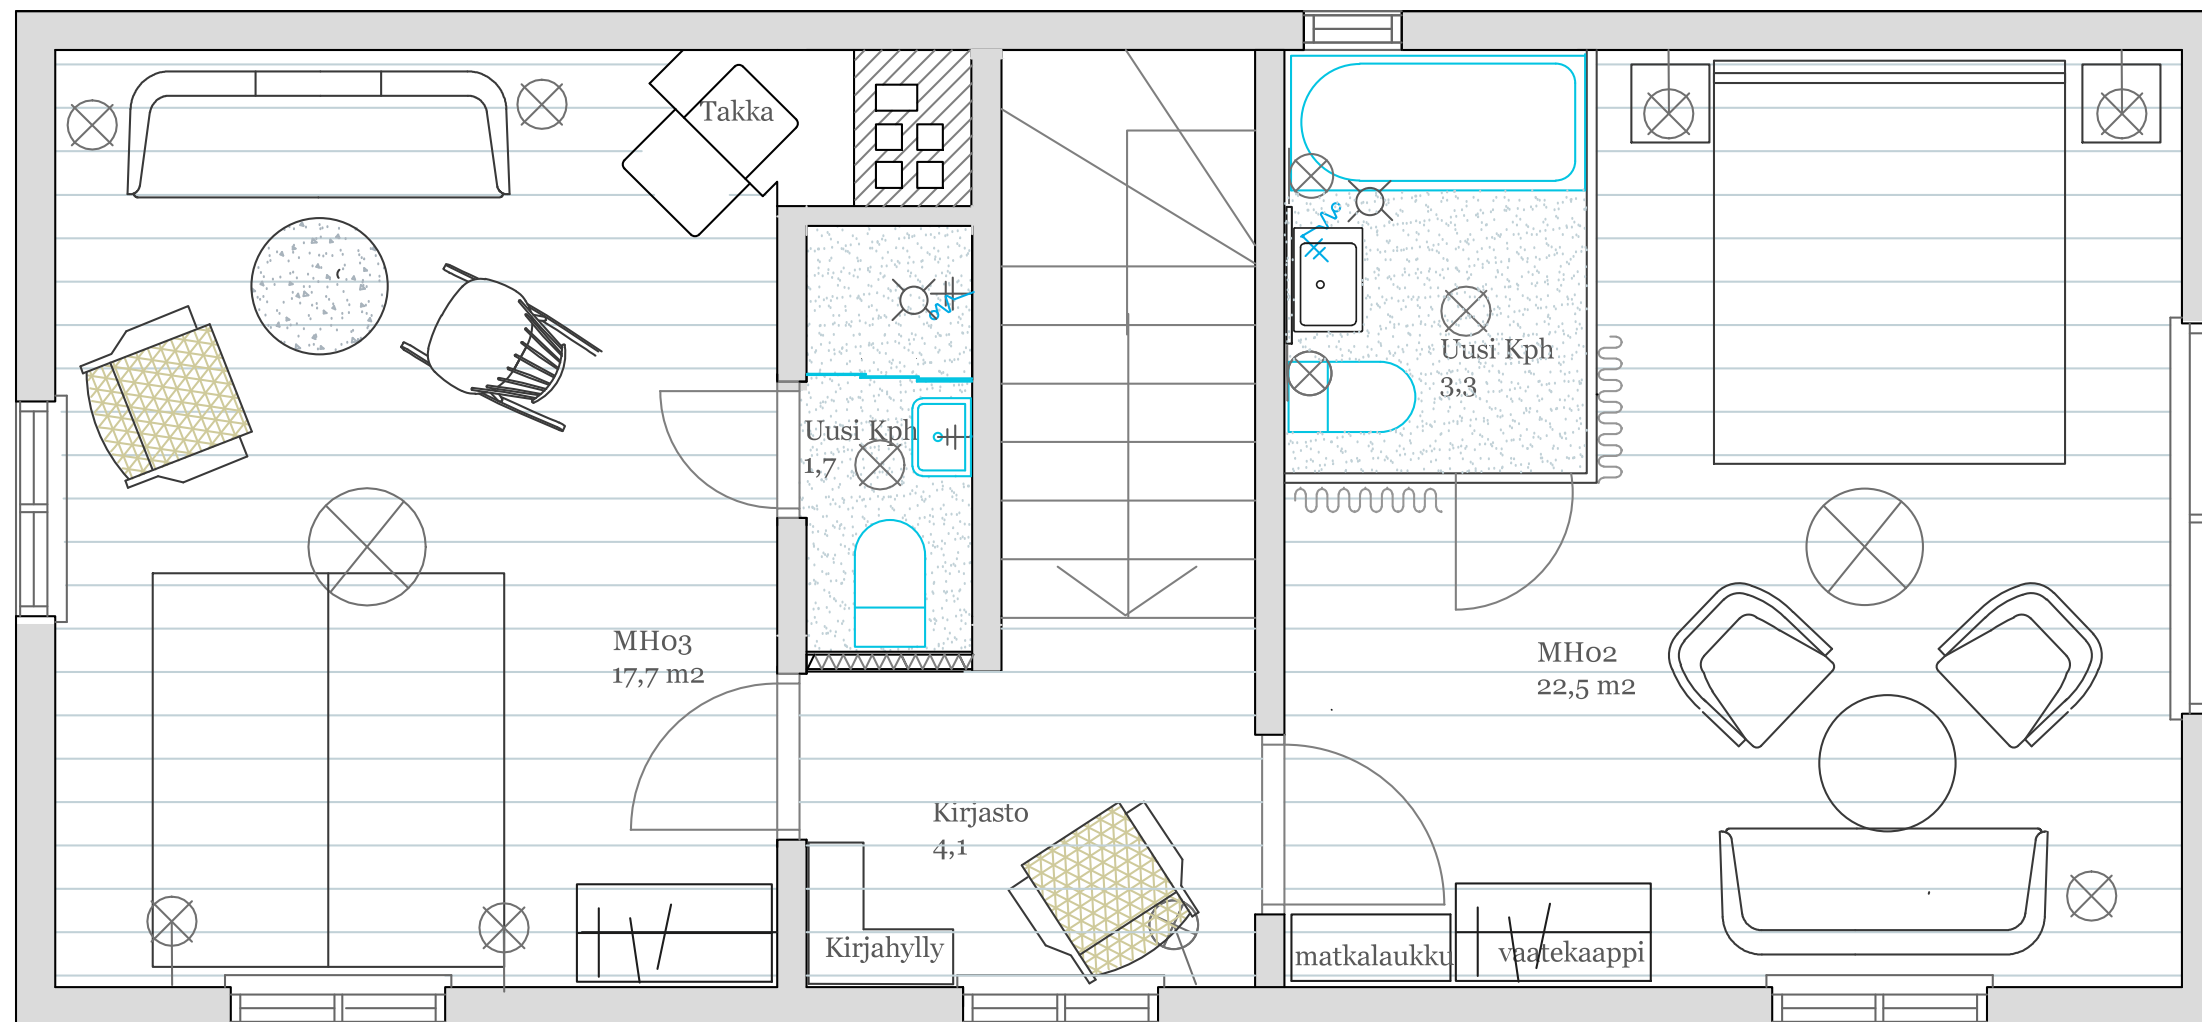 Takka
Uusi Kph
3,3
Uusi Kph
1,7
MH03
17,7 m2
MH02
22,5 m2
Kirjasto
4,1
Kirjahylly
matkalaukku
vaatekaappi